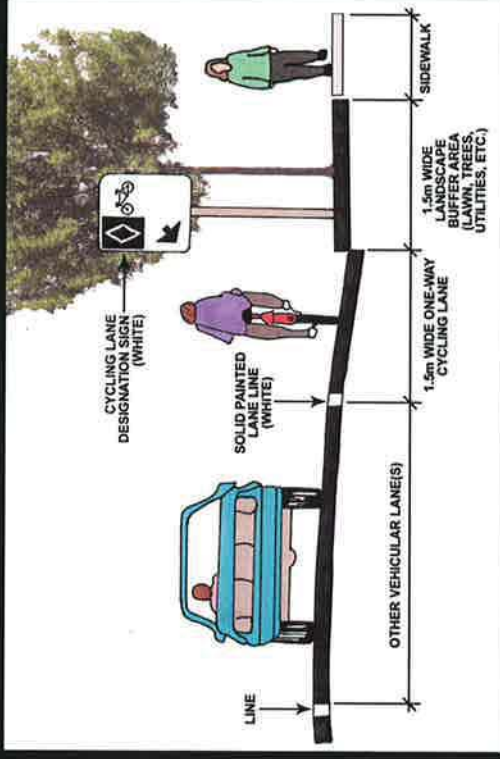 CYCLING LANE
DESIGNATION SIGN
(WHITE)
SOLID PAINTED
LANE LINE
(WHITE)
LINE
OTHER VEHICULAR LANE(S)
1.5m WIDE ONE-WAY
CYCLING LANE
1.5m WIDE
LANDSCAPE
BUFFER AREA
(LAWN, TREES,
UTILITIES, ETC.)
SIDEWALK